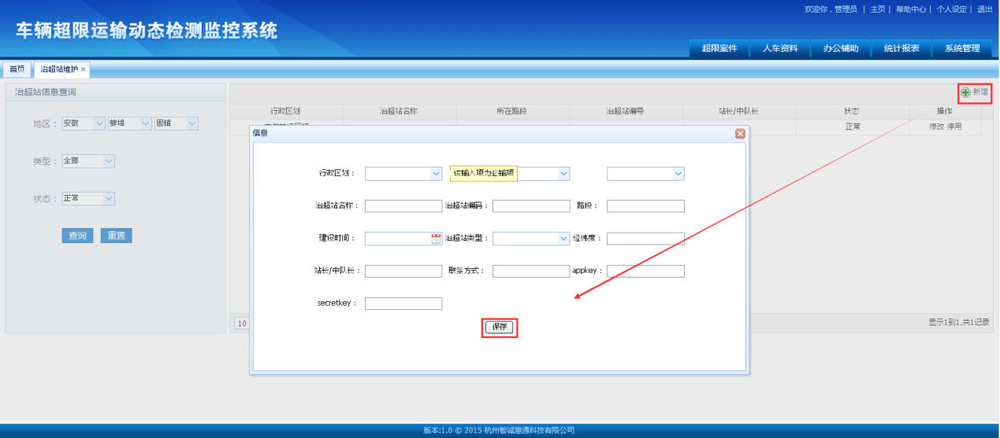 欢迎你，管理员 | 主页 | 帮助中心 | 个人设定 | 退出
车辆超限运输动态检测监控系统
超限案件 人车资料 办公辅助 统计报表 系统管理
首页 治超站维护 ×
治超站信息查询
新增
行政区划 治超站名称 所在路段 治超站编号 站长/中队长 状态 操作
正常 修改 停用
地区： 安徽 蚌埠 固镇
类型： 全部
状态： 正常
查询 重置
信息
行政区划： 该输入项为必输项
治超站名称： 治超站编码： 路段：
建设时间： 治超站类型： 经纬度：
站长/中队长： 联系方式： appkey：
secretkey：
保存
10 显示1到1,共1记录
版本:1.0 © 2015 杭州智诚惠通科技有限公司